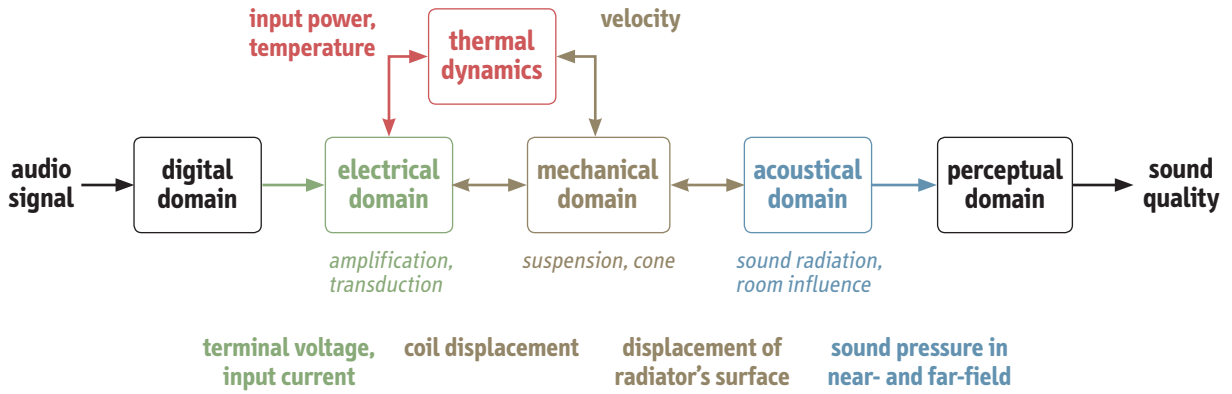 input power,
temperature
thermal
dynamics
velocity
audio
signal
digital
domain
electrical
domain
mechanical
domain
acoustical
domain
perceptual
domain
sound
quality
amplification,
transduction
suspension, cone
sound radiation,
room influence
terminal voltage,
input current
coil displacement
displacement of
radiator's surface
sound pressure in
near- and far-field